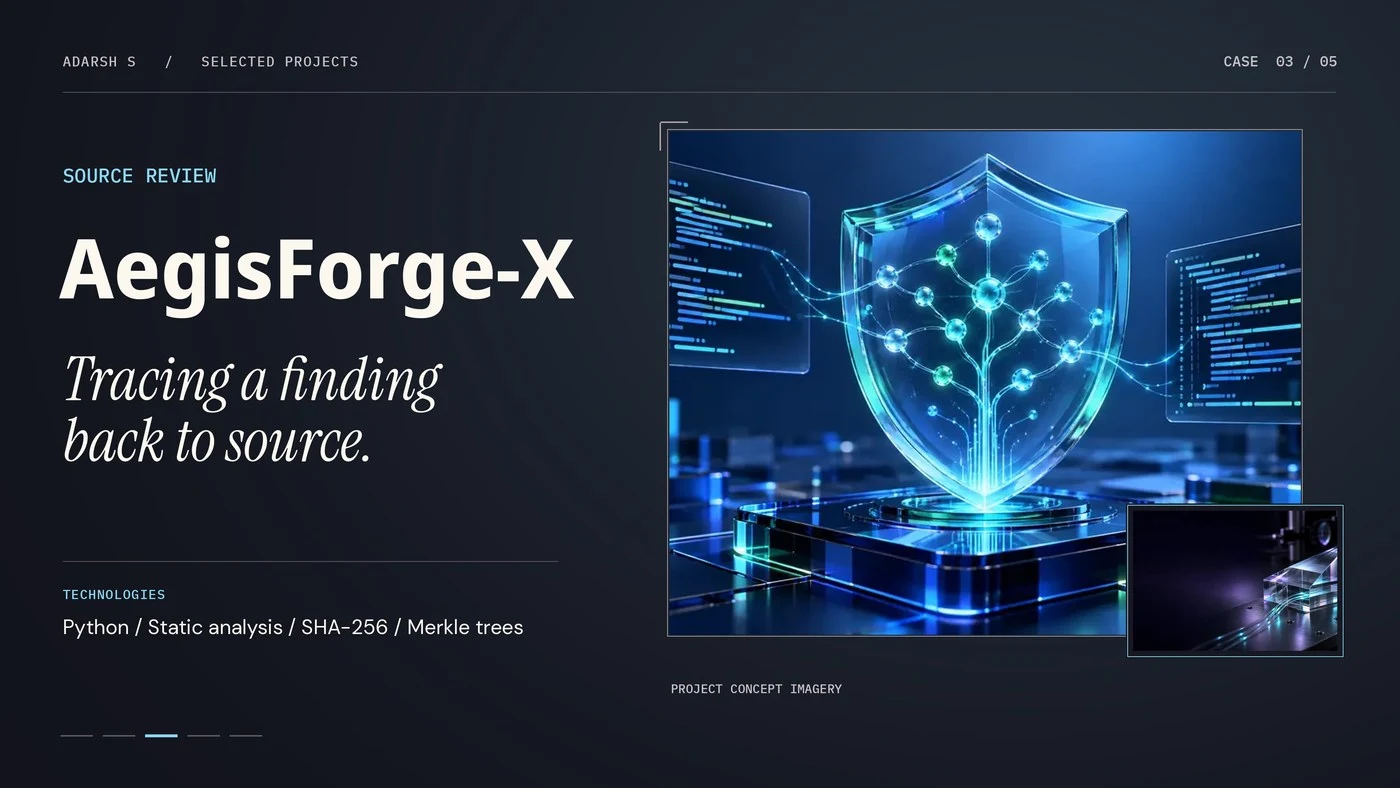 ADARSH S / SELECTED PROJECTS
CASE 03 / 05
SOURCE REVIEW
AegisForge-X
Tracing a finding
back to source.
TECHNOLOGIES
Python / Static analysis / SHA-256 / Merkle trees
PROJECT CONCEPT IMAGERY